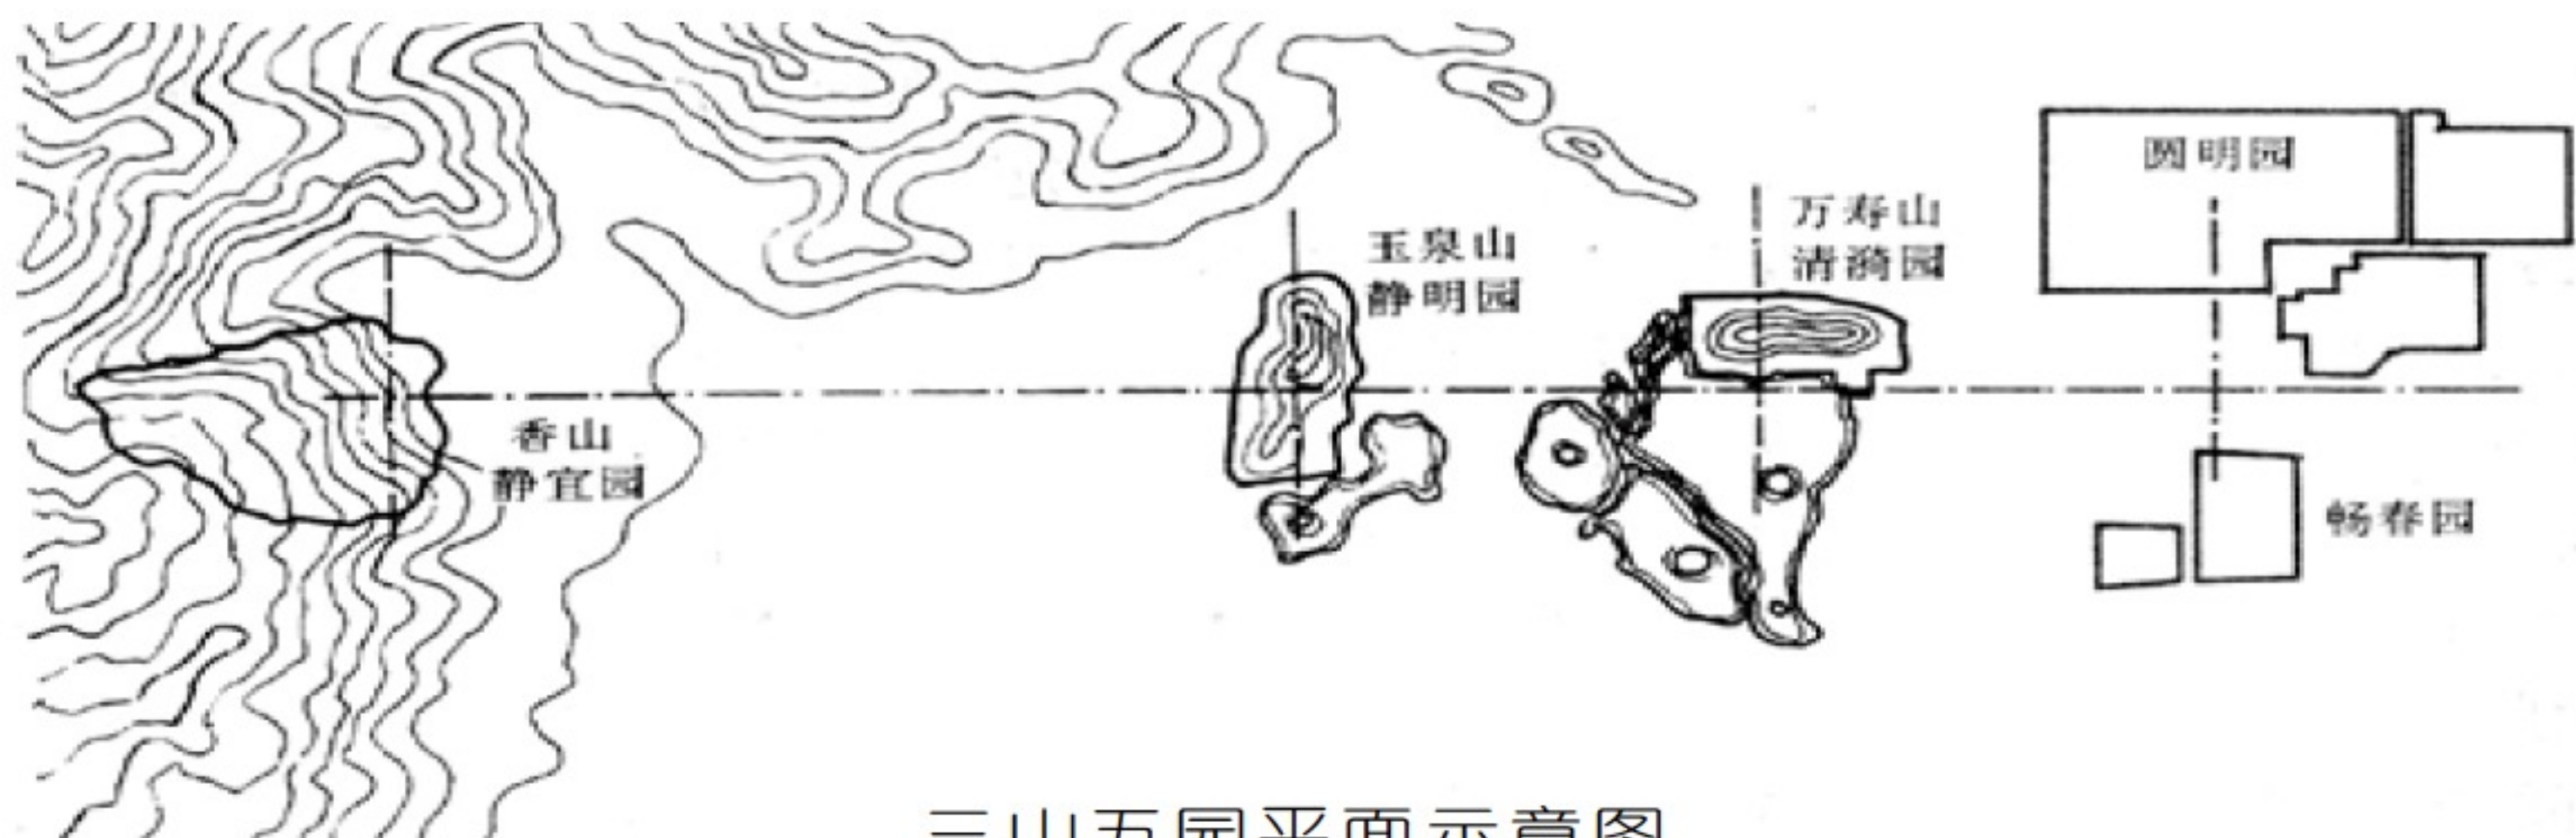 圆明园
万寿山
清漪园
玉泉山
静明园
香山
静宜园
畅春园
三山五园平面示意图